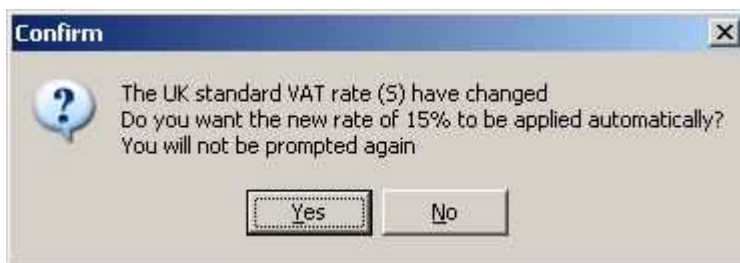 Confirm
The UK standard VAT rate (S) have changed
Do you want the new rate of 15% to be applied automatically?
You will not be prompted again
Yes
No